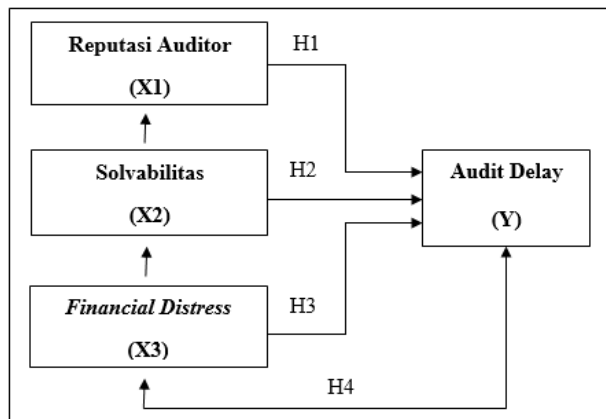 Reputasi Auditor
(X1)
H1
Solvabilitas
(X2)
H2
Audit Delay
(Y)
Financial Distress
(X3)
H3
H4